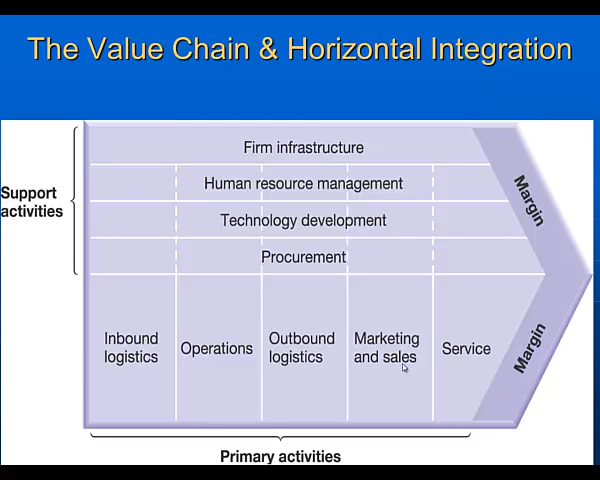 The Value Chain & Horizontal Integration
Firm infrastructure
Support
activities
Human resource management
Technology development
Procurement
Margin
Inbound
logistics
Operations
Outbound
logistics
Marketing
and sales
Service
Margin
Primary activities